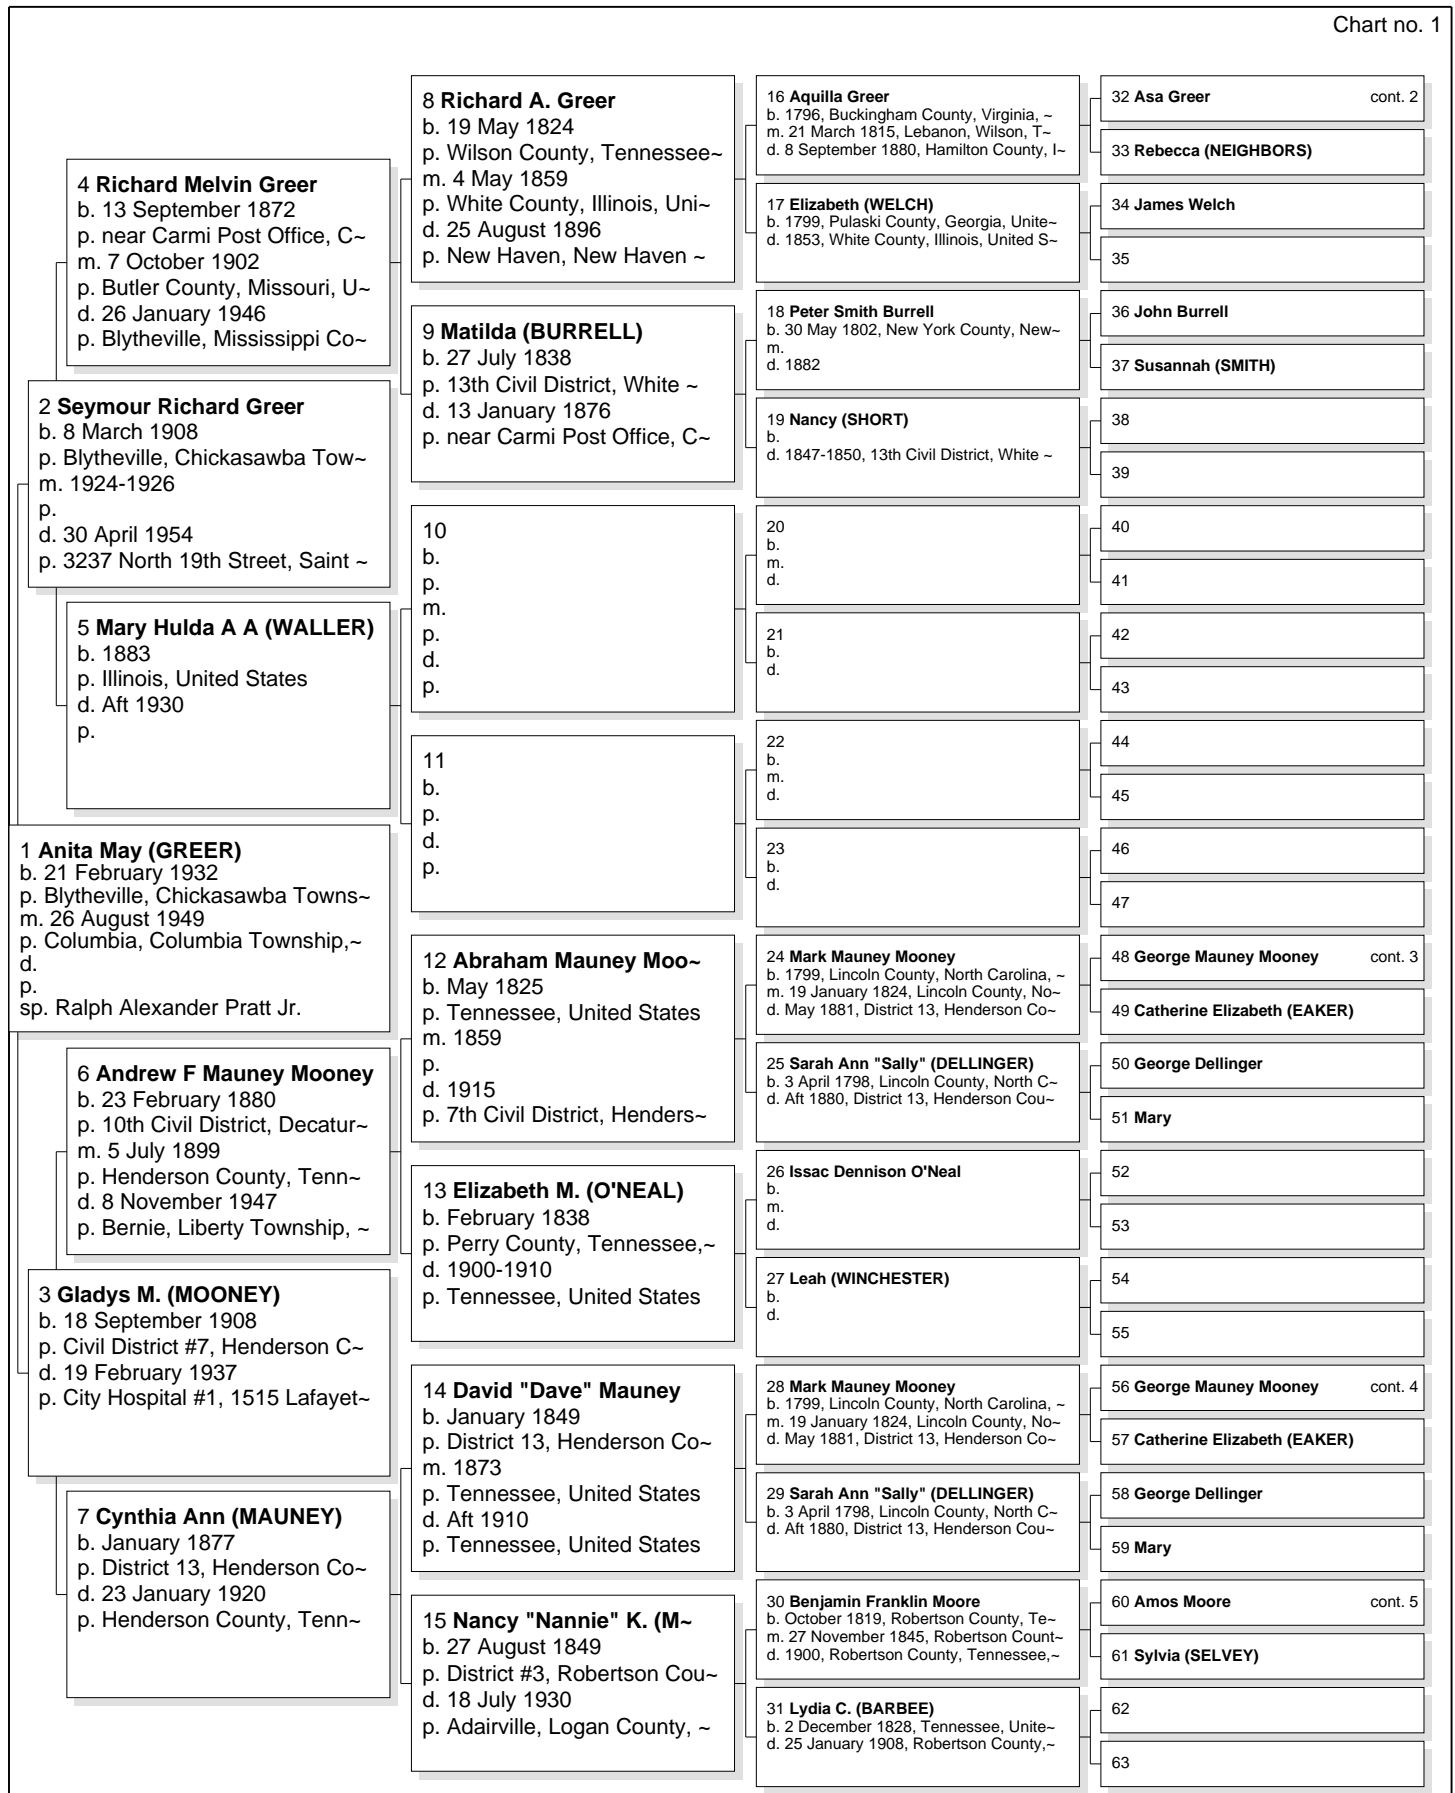 Chart no. 1
8 Richard A. Greer
b. 19 May 1824
p. Wilson County, Tennessee~
m. 4 May 1859
p. White County, Illinois, Uni~
d. 25 August 1896
p. New Haven, New Haven ~
16 Aquilla Greer
b. 1796, Buckingham County, Virginia, ~
m. 21 March 1815, Lebanon, Wilson, T~
d. 8 September 1880, Hamilton County, I~
32 Asa Greer cont. 2
33 Rebecca (NEIGHBORS)
4 Richard Melvin Greer
b. 13 September 1872
p. near Carmi Post Office, C~
m. 7 October 1902
p. Butler County, Missouri, U~
d. 26 January 1946
p. Blytheville, Mississippi Co~
17 Elizabeth (WELCH)
b. 1799, Pulaski County, Georgia, Unite~
d. 1853, White County, Illinois, United S~
34 James Welch
35
9 Matilda (BURRELL)
b. 27 July 1838
p. 13th Civil District, White ~
d. 13 January 1876
p. near Carmi Post Office, C~
18 Peter Smith Burrell
b. 30 May 1802, New York County, New~
m.
d. 1882
36 John Burrell
37 Susannah (SMITH)
2 Seymour Richard Greer
b. 8 March 1908
p. Blytheville, Chickasawba Tow~
m. 1924-1926
p.
d. 30 April 1954
p. 3237 North 19th Street, Saint ~
19 Nancy (SHORT)
b.
d. 1847-1850, 13th Civil District, White ~
38
39
10
b.
p.
m.
p.
d.
p.
20
b.
m.
d.
40
41
5 Mary Hulda A A (WALLER)
b. 1883
p. Illinois, United States
d. Aft 1930
p.
21
b.
d.
42
43
11
b.
p.
d.
p.
22
b.
m.
d.
44
45
1 Anita May (GREER)
b. 21 February 1932
p. Blytheville, Chickasawba Towns~
m. 26 August 1949
p. Columbia, Columbia Township,~
d.
p.
sp. Ralph Alexander Pratt Jr.
23
b.
d.
46
47
12 Abraham Mauney Moo~
b. May 1825
p. Tennessee, United States
m. 1859
p.
d. 1915
p. 7th Civil District, Henders~
24 Mark Mauney Mooney
b. 1799, Lincoln County, North Carolina, ~
m. 19 January 1824, Lincoln County, No~
d. May 1881, District 13, Henderson Co~
48 George Mauney Mooney cont. 3
49 Catherine Elizabeth (EAKER)
6 Andrew F Mauney Mooney
b. 23 February 1880
p. 10th Civil District, Decatur~
m. 5 July 1899
p. Henderson County, Tenn~
d. 8 November 1947
p. Bernie, Liberty Township, ~
25 Sarah Ann "Sally" (DELLINGER)
b. 3 April 1798, Lincoln County, North C~
d. Aft 1880, District 13, Henderson Cou~
50 George Dellinger
51 Mary
13 Elizabeth M. (O'NEAL)
b. February 1838
p. Perry County, Tennessee,~
d. 1900-1910
p. Tennessee, United States
26 Issac Dennison O'Neal
b.
m.
d.
52
53
3 Gladys M. (MOONEY)
b. 18 September 1908
p. Civil District #7, Henderson C~
d. 19 February 1937
p. City Hospital #1, 1515 Lafayet~
27 Leah (WINCHESTER)
b.
d.
54
55
14 David "Dave" Mauney
b. January 1849
p. District 13, Henderson Co~
m. 1873
p. Tennessee, United States
d. Aft 1910
p. Tennessee, United States
28 Mark Mauney Mooney
b. 1799, Lincoln County, North Carolina, ~
m. 19 January 1824, Lincoln County, No~
d. May 1881, District 13, Henderson Co~
56 George Mauney Mooney cont. 4
57 Catherine Elizabeth (EAKER)
7 Cynthia Ann (MAUNEY)
b. January 1877
p. District 13, Henderson Co~
d. 23 January 1920
p. Henderson County, Tenn~
29 Sarah Ann "Sally" (DELLINGER)
b. 3 April 1798, Lincoln County, North C~
d. Aft 1880, District 13, Henderson Cou~
58 George Dellinger
59 Mary
15 Nancy "Nannie" K. (M~
b. 27 August 1849
p. District #3, Robertson Cou~
d. 18 July 1930
p. Adairville, Logan County, ~
30 Benjamin Franklin Moore
b. October 1819, Robertson County, Te~
m. 27 November 1845, Robertson Count~
d. 1900, Robertson County, Tennessee,~
60 Amos Moore cont. 5
61 Sylvia (SELVEY)
31 Lydia C. (BARBEE)
b. 2 December 1828, Tennessee, Unite~
d. 25 January 1908, Robertson County,~
62
63